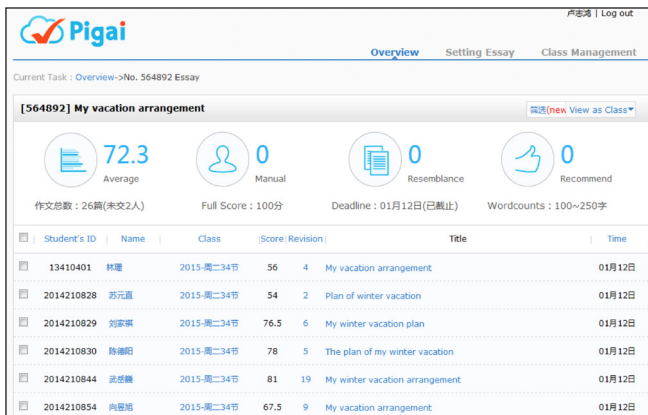 卢志鸿 | Log out
Pigai
Overview Setting Essay Class Management
Current Task : Overview->No. 564892 Essay
[564892] My vacation arrangement
筛选(new View as Class
72.3 0 0 0
Average Manual Resemblance Recommend
作文总数：26篇(未交2人) Full Score：100分 Deadline：01月12日(已截止) Wordcounts：100~250字
Student's ID Name Class Score Revision Title Time
13410401 林珊 2015-周二34节 56 4 My vacation arrangement 01月12日
2014210828 苏元直 2015-周二34节 54 2 Plan of winter vacation 01月12日
2014210829 刘家祺 2015-周二34节 76.5 6 My winter vacation plan 01月12日
2014210830 陈德阳 2015-周二34节 78 5 The plan of my winter vacation 01月12日
2014210844 2015-周二34节 81 19 My winter vacation arrangement 01月12日
2014210854 向昱旭 2015-周二34节 67.5 9 My vacation arrangement 01月12日